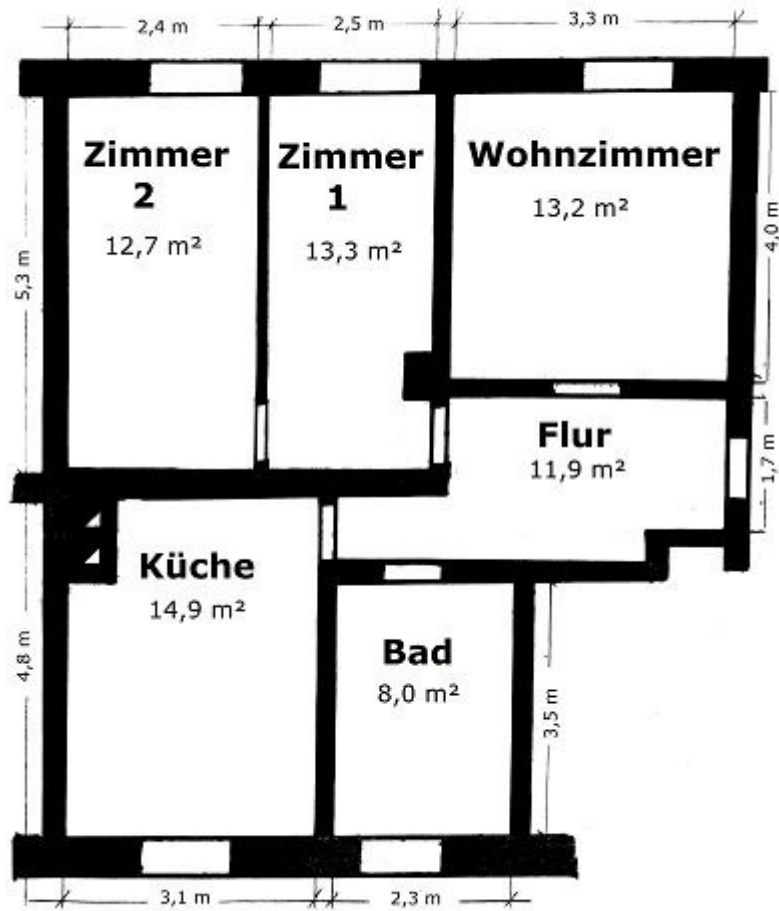 2,4 m
2,5 m
3,3 m
Zimmer
2
12,7 m²
Zimmer
1
13,3 m²
Wohnzimmer
13,2 m²
5,3 m
4,0 m
Flur
11,9 m²
1,7 m
Küche
14,9 m²
Bad
8,0 m²
4,8 m
3,5 m
3,1 m
2,3 m